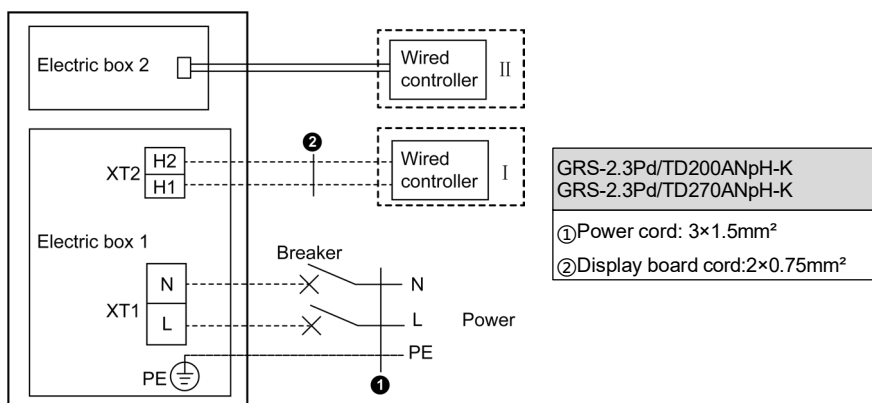 Electric box 2
Wired
controller
II
❷
XT2
H2
H1
Wired
controller
I
Electric box 1
Breaker
XT1
N
L
N
L
Power
PE
PE
❶
GRS-2.3Pd/TD200ANpH-K
GRS-2.3Pd/TD270ANpH-K
①Power cord: 3×1.5mm²
②Display board cord:2×0.75mm²